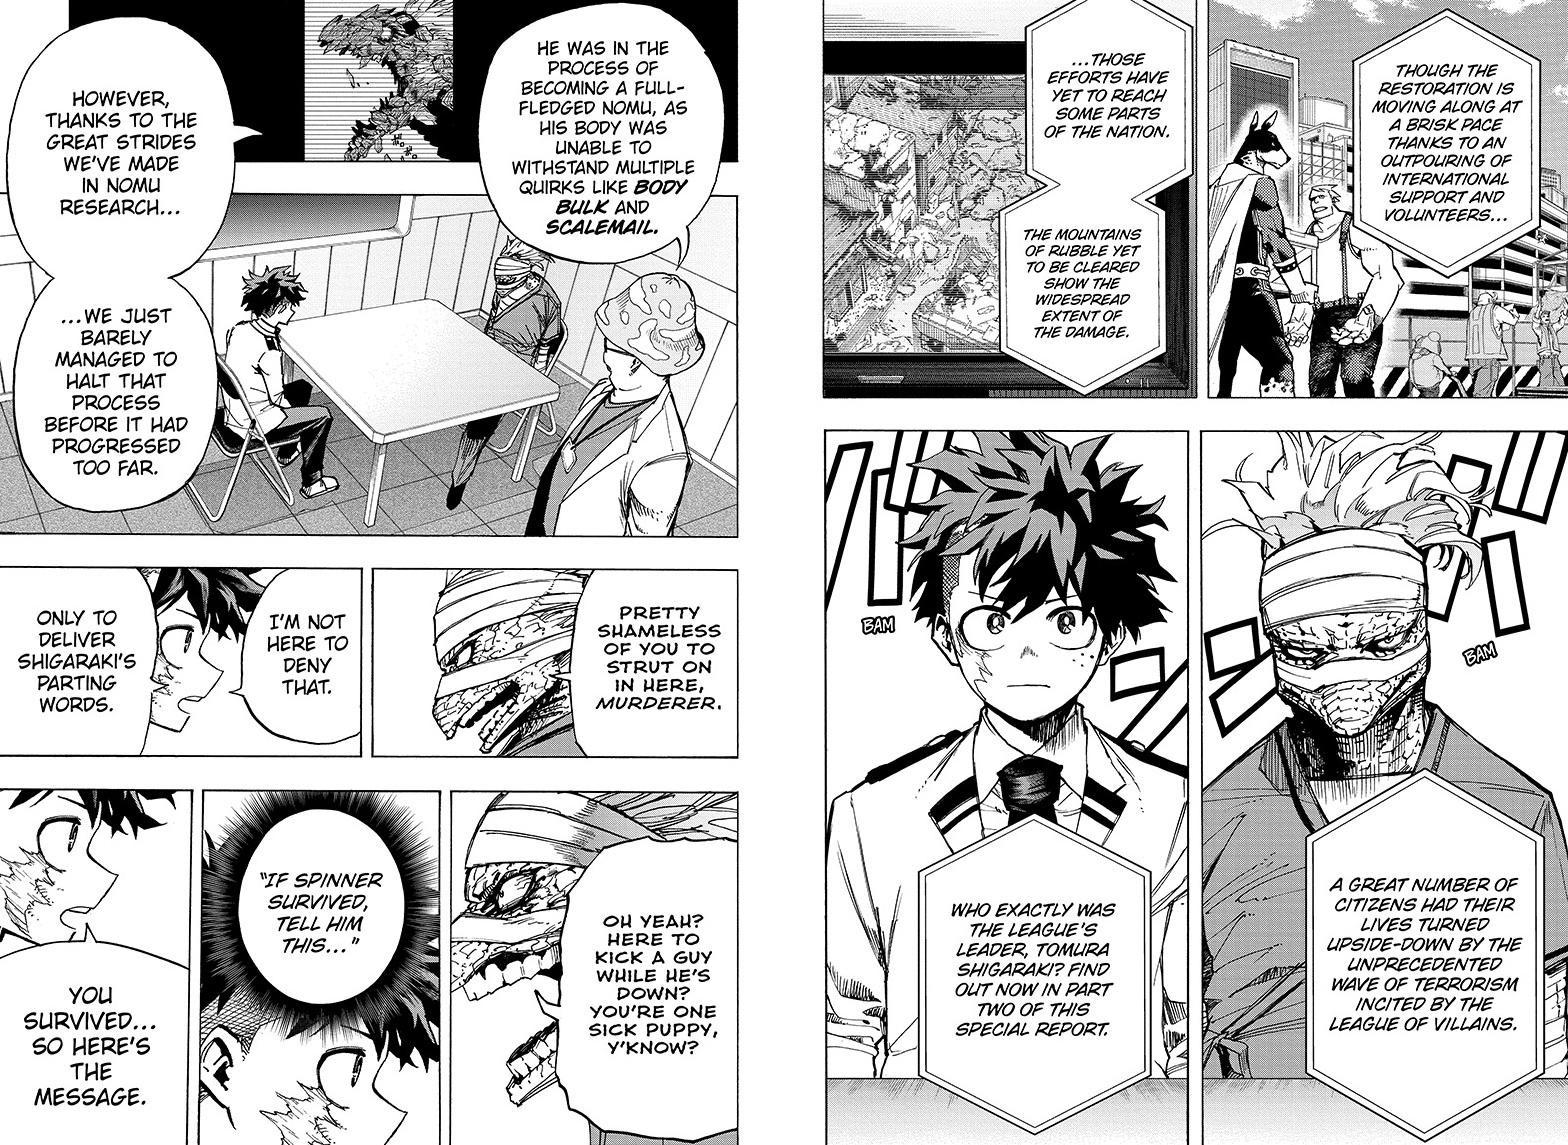 THOUGH THE
RESTORATION IS
MOVING ALONG AT
A BRISK PACE
THANKS TO AN
OUTPOURING OF
INTERNATIONAL
SUPPORT AND
VOLUNTEERS...
...THOSE
EFFORTS HAVE
YET TO REACH
SOME PARTS
OF THE NATION.
THE MOUNTAINS
OF RUBBLE YET
TO BE CLEARED
SHOW THE
WIDESPREAD
EXTENT OF
THE DAMAGE.
BAM
A GREAT NUMBER OF
CITIZENS HAD THEIR
LIVES TURNED
UPSIDE-DOWN BY THE
UNPRECEDENTED
WAVE OF TERRORISM
INCITED BY THE
LEAGUE OF VILLAINS.
BAM
WHO EXACTLY WAS
THE LEAGUE'S
LEADER, TOMURA
SHIGARAKI? FIND
OUT NOW IN PART
TWO OF THIS
SPECIAL REPORT.
HE WAS IN THE
PROCESS OF
BECOMING A FULL-
FLEDGED NOMU, AS
HIS BODY WAS
UNABLE TO
WITHSTAND MULTIPLE
QUIRKS LIKE BODY
BULK AND
SCALEMAIL.
HOWEVER,
THANKS TO THE
GREAT STRIDES
WE'VE MADE
IN NOMU
RESEARCH...
...WE JUST
BARELY
MANAGED TO
HALT THAT
PROCESS
BEFORE IT HAD
PROGRESSED
TOO FAR.
PRETTY
SHAMELESS
OF YOU TO
STRUT ON
IN HERE,
MURDERER.
I'M NOT
HERE TO
DENY
THAT.
ONLY TO
DELIVER
SHIGARAKI'S
PARTING
WORDS.
OH YEAH?
HERE TO
KICK A GUY
WHILE HE'S
DOWN?
YOU'RE ONE
SICK PUPPY,
Y'KNOW?
"IF SPINNER
SURVIVED,
TELL HIM
THIS..."
YOU
SURVIVED...
SO HERE'S
THE
MESSAGE.